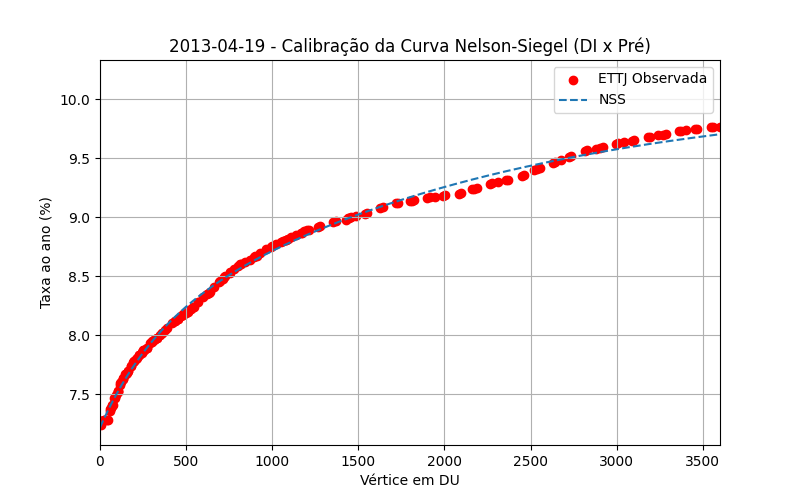 2013-04-19 - Calibração da Curva Nelson-Siegel (DI x Pré)
ETTJ Observada
NSS
Taxa ao ano (%)
10.0
9.5
9.0
8.5
8.0
7.5
0 500 1000 1500 2000 2500 3000 3500
Vértice em DU